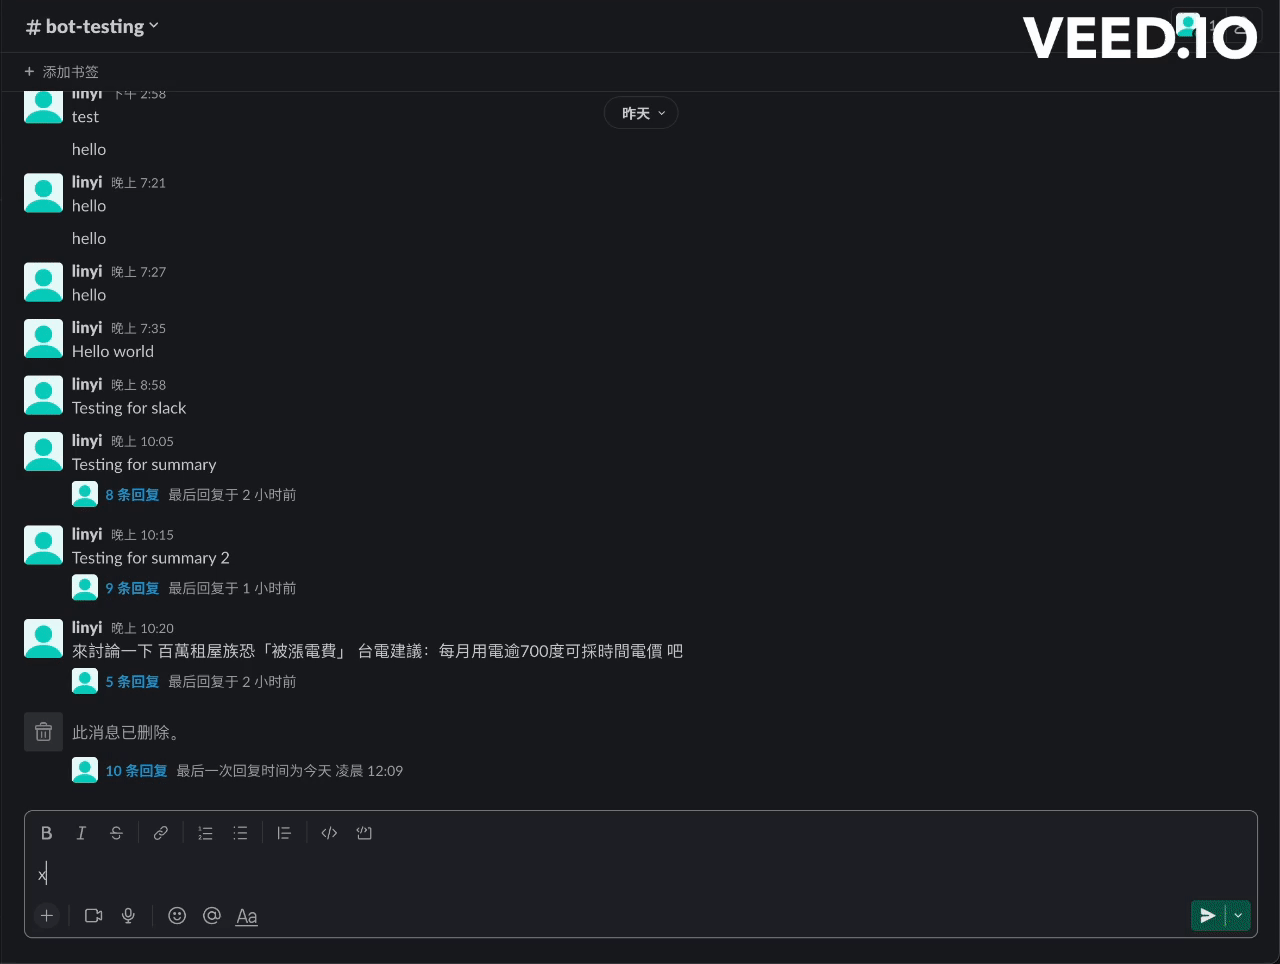 # bot-testing
VEED.IO
+ 添加书签
linyi 下午 2:58
昨天
test
hello
linyi 晚上 7:21
hello
hello
linyi 晚上 7:27
hello
linyi 晚上 7:35
Hello world
linyi 晚上 8:58
Testing for slack
linyi 晚上 10:05
Testing for summary
8 条回复 最后回复于 2 小时前
linyi 晚上 10:15
Testing for summary 2
9 条回复 最后回复于 1 小时前
linyi 晚上 10:20
來討論一下 百萬租屋族恐「被漲電費」 台電建議：每月用電逾700度可採時間電價 吧
5 条回复 最后回复于 2 小时前
此消息已删除。
10 条回复 最后一次回复时间为今天 凌晨 12:09
B I S
x
Aa